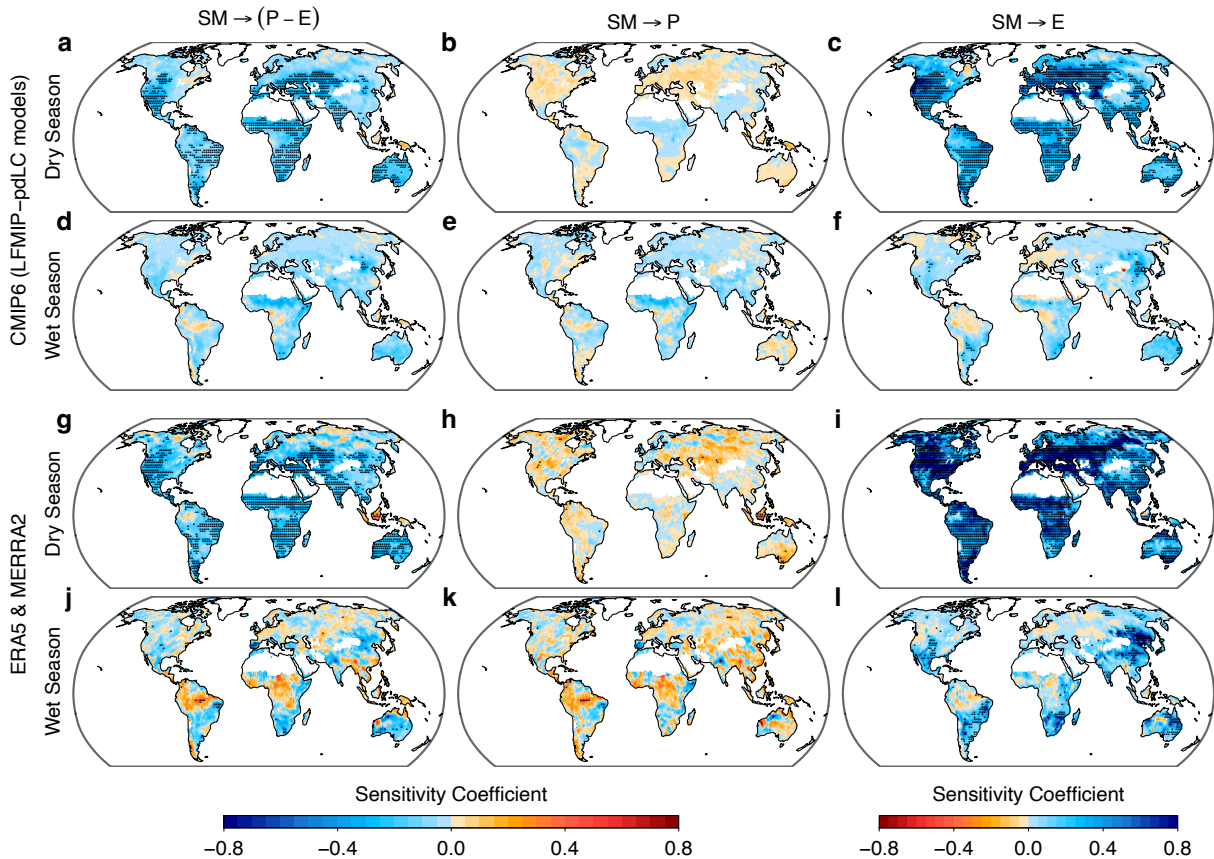 SM → (P − E)
SM → P
SM → E
a
b
c
CMIP6 (LFMIP−pdLC models)
Dry Season
d
e
f
Wet Season
g
h
i
ERA5 & MERRA2
Dry Season
j
k
l
Wet Season
Sensitivity Coefficient
Sensitivity Coefficient
−0.8 −0.4 0.0 0.4 0.8
−0.8 −0.4 0.0 0.4 0.8